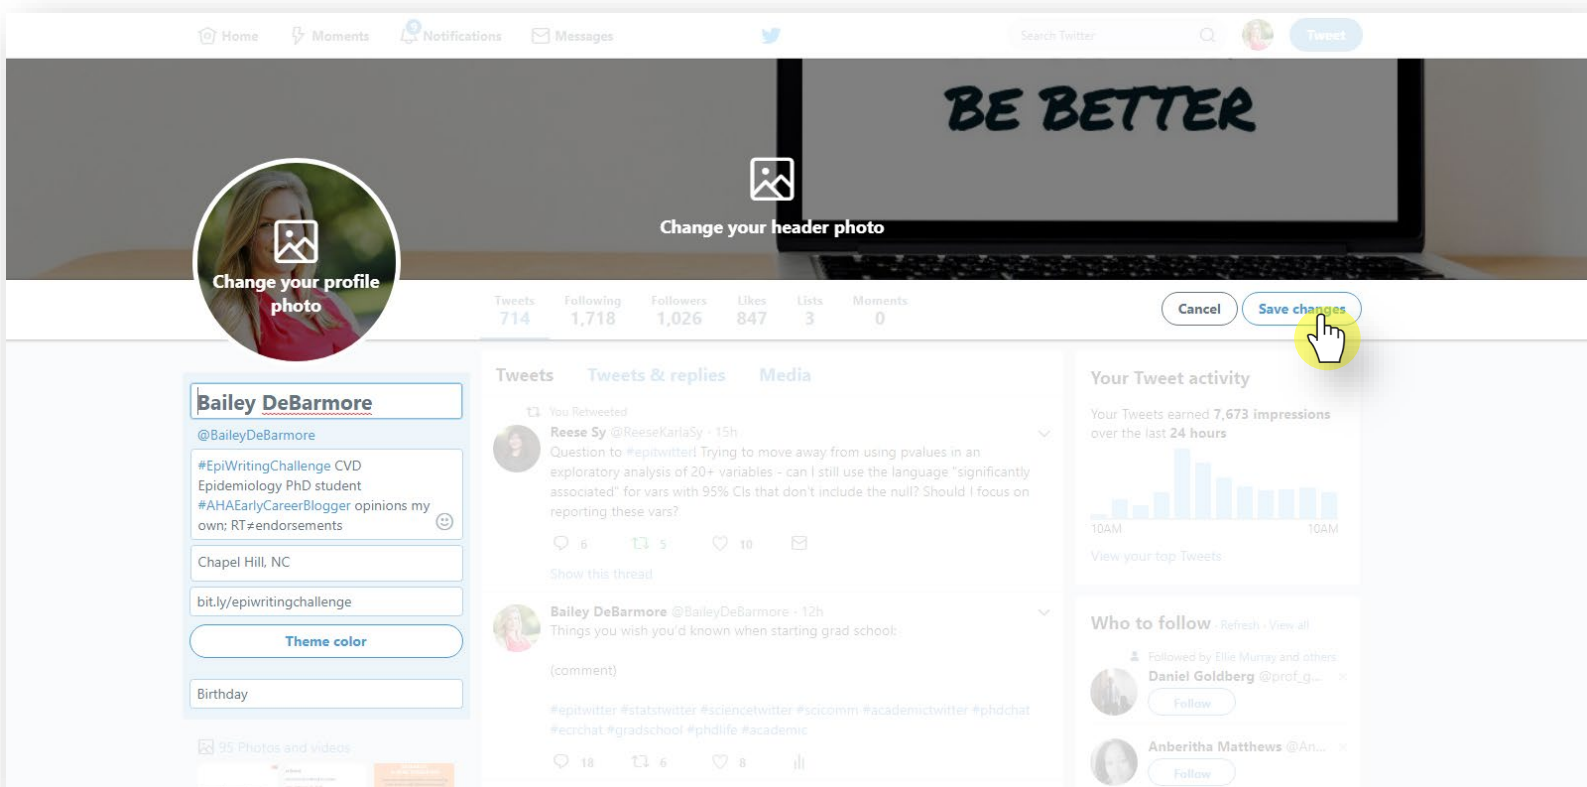 Home Moments 9 Notifications Messages Search Twitter Tweet
BE BETTER
Change your header photo
Change your profile
photo
Tweets Following Followers Likes Lists Moments
714 1,718 1,026 847 3 0
Cancel Save changes
Bailey DeBarmore
@BaileyDeBarmore
#EpiWritingChallenge CVD
Epidemiology PhD student
#AHAEarlyCareerBlogger opinions my
own; RT≠endorsements
Chapel Hill, NC
bit.ly/epiwritingchallenge
Theme color
Birthday
95 Photos and videos
Tweets Tweets & replies Media
You Retweeted
Reese Sy @ReeseKarlaSy · 15h
Question to #epitwitter! Trying to move away from using pvalues in an
exploratory analysis of 20+ variables - can I still use the language "significantly
associated" for vars with 95% CIs that don't include the null? Should I focus on
reporting these vars?
6 5 10
Show this thread
Bailey DeBarmore @BaileyDeBarmore · 12h
Things you wish you'd known when starting grad school:
(comment)
#epitwitter #statstwitter #sciencetwitter #scicomm #academictwitter #phdchat
#ecrchat #gradschool #phdlife #academic
18 6 8
Your Tweet activity
Your Tweets earned 7,673 impressions
over the last 24 hours
10AM 10AM
View your top Tweets
Who to follow · Refresh · View all
Followed by Ellie Murray and others
Daniel Goldberg @prof_g... ×
Follow
Anberitha Matthews @An... ×
Follow